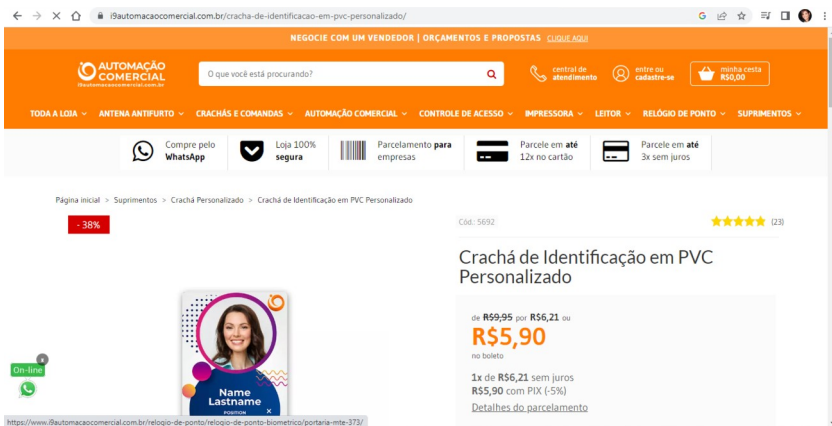 i9automacaocomercial.com.br/cracha-de-identificacao-em-pvc-personalizado/
NEGOCIE COM UM VENDEDOR | ORÇAMENTOS E PROPOSTAS CLIQUE AQUI
AUTOMAÇÃO
COMERCIAL
i9automacaocomercial.com.br
O que você está procurando?
central de
atendimento
entre ou
cadastre-se
minha cesta
R$0,00
TODA A LOJA ANTENA ANTIFURTO CRACHÁS E COMANDAS AUTOMAÇÃO COMERCIAL CONTROLE DE ACESSO IMPRESSORA LEITOR RELÓGIO DE PONTO SUPRIMENTOS
Compre pelo
WhatsApp
Loja 100%
segura
Parcelamento para
empresas
Parcele em até
12x no cartão
Parcele em até
3x sem juros
Página inicial > Suprimentos > Crachá Personalizado > Crachá de Identificação em PVC Personalizado
- 38%
Cód.: 5692
(23)
Crachá de Identificação em PVC
Personalizado
de R$9,95 por R$6,21 ou
R$5,90
no boleto
1x de R$6,21 sem juros
R$5,90 com PIX (-5%)
Detalhes do parcelamento
Name
Lastname
POSITION
x
On-line
https://www.i9automacaocomercial.com.br/relogio-de-ponto/relogio-de-ponto-biometrico/portaria-mte-373/